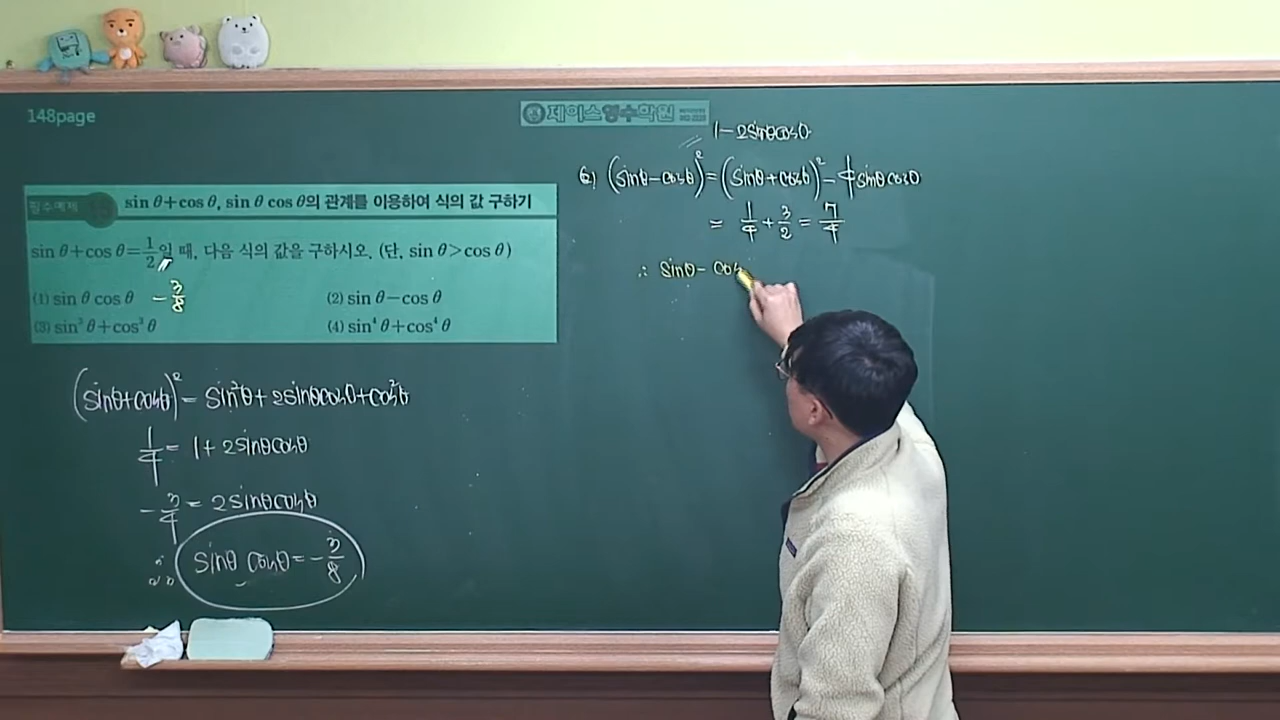 148page
제이스영수학원
필수예제
sin θ+cos θ, sin θ cos θ의 관계를 이용하여 식의 값 구하기
sin θ+cos θ=1/2일 때, 다음 식의 값을 구하시오. (단, sin θ>cos θ)
(1) sin θ cos θ -3/8
(2) sin θ-cos θ
(3) sin³ θ+cos³ θ
(4) sin⁴ θ+cos⁴ θ
(sinθ+cosθ)² = sin²θ+2sinθcosθ+cos²θ
1/4 = 1+2sinθcosθ
-3/4 = 2sinθcosθ
∴ sinθ cosθ = -3/8
1-2sinθcosθ
2) (sinθ-cosθ)² = (sinθ+cosθ)² - 4sinθcosθ
= 1/4 + 3/2 = 7/4
∴ sinθ - cos